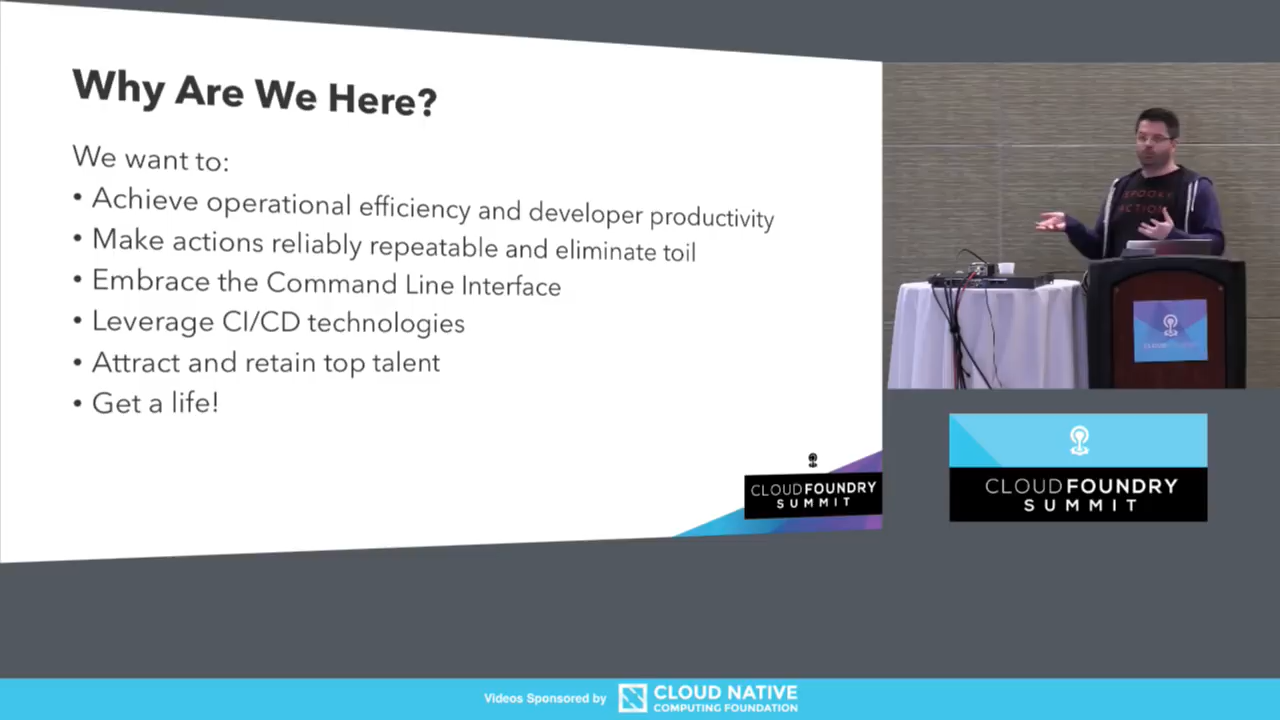 Why Are We Here?
We want to:
• Achieve operational efficiency and developer productivity
• Make actions reliably repeatable and eliminate toil
• Embrace the Command Line Interface
• Leverage CI/CD technologies
• Attract and retain top talent
• Get a life!
CLOUDFOUNDRY
SUMMIT
SPOOKY
ACTION
CLOUDFOUNDRY
SUMMIT
Videos Sponsored by
CLOUD NATIVE
COMPUTING FOUNDATION